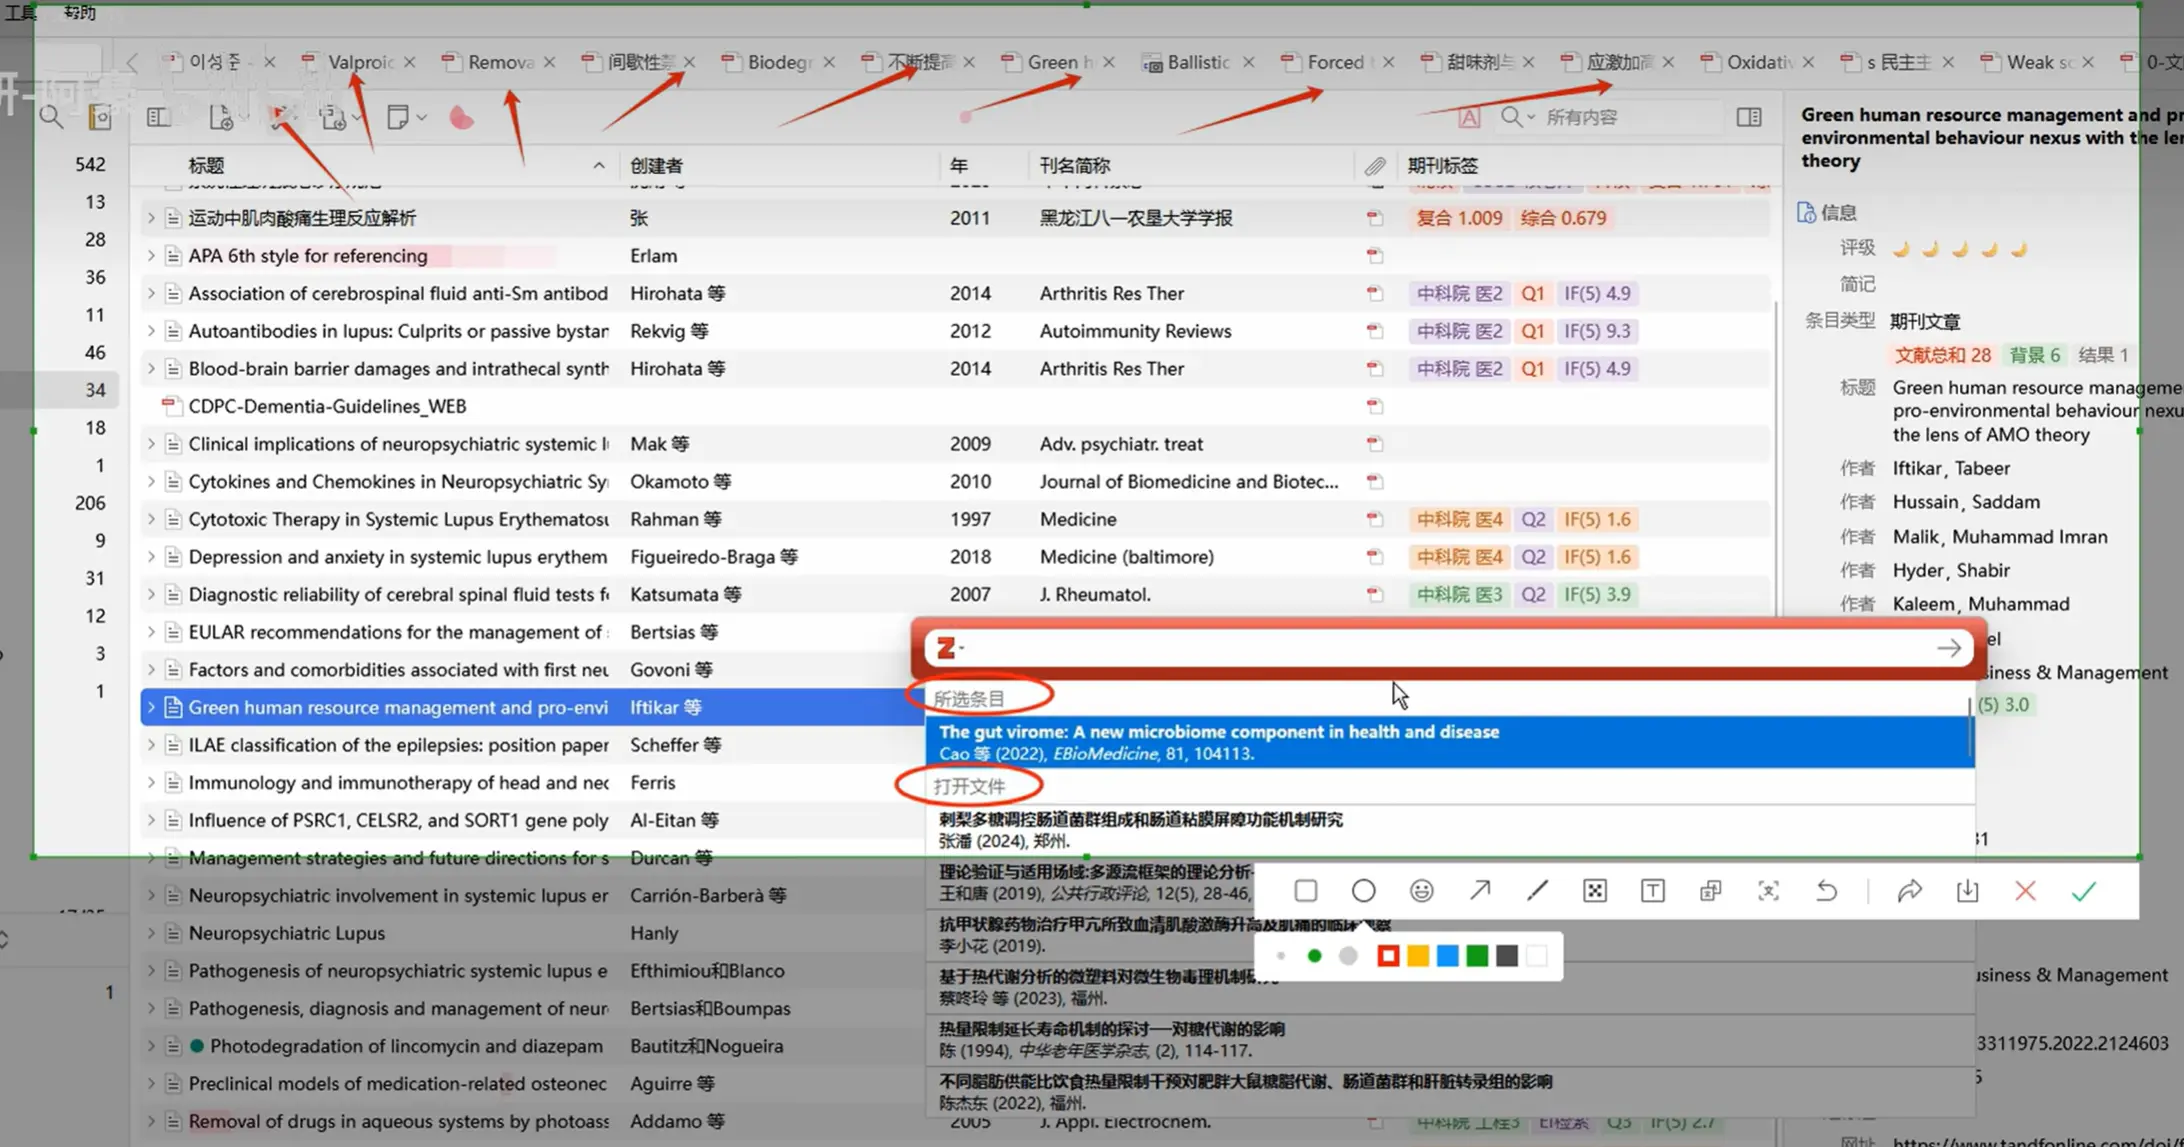 工具 帮助
이성준 Valproic Remova 间歇性禁 Biodegr 不断提高 Green h Ballistic Forced 甜味剂与 应激加高 Oxidativ s 民主主 Weak s 0-文
所有内容
标题 创建者 年 刊名简称 期刊标签
运动中肌肉酸痛生理反应解析 张 2011 黑龙江八一农垦大学学报 复合 1.009 综合 0.679
APA 6th style for referencing Erlam
Association of cerebrospinal fluid anti-Sm antibod Hirohata 等 2014 Arthritis Res Ther 中科院 医2 Q1 IF(5) 4.9
Autoantibodies in lupus: Culprits or passive bystan Rekvig 等 2012 Autoimmunity Reviews 中科院 医2 Q1 IF(5) 9.3
Blood-brain barrier damages and intrathecal synth Hirohata 等 2014 Arthritis Res Ther 中科院 医2 Q1 IF(5) 4.9
CDPC-Dementia-Guidelines_WEB
Clinical implications of neuropsychiatric systemic l Mak 等 2009 Adv. psychiatr. treat
Cytokines and Chemokines in Neuropsychiatric Sy Okamoto 等 2010 Journal of Biomedicine and Biotec...
Cytotoxic Therapy in Systemic Lupus Erythematosu Rahman 等 1997 Medicine 中科院 医4 Q2 IF(5) 1.6
Depression and anxiety in systemic lupus erythem Figueiredo-Braga 等 2018 Medicine (baltimore) 中科院 医4 Q2 IF(5) 1.6
Diagnostic reliability of cerebral spinal fluid tests f Katsumata 等 2007 J. Rheumatol. 中科院 医3 Q2 IF(5) 3.9
EULAR recommendations for the management of Bertsias 等
Factors and comorbidities associated with first neu Govoni 等
Green human resource management and pro-envi Iftikar 等
ILAE classification of the epilepsies: position paper Scheffer 等
Immunology and immunotherapy of head and nec Ferris
Influence of PSRC1, CELSR2, and SORT1 gene poly Al-Eitan 等
Management strategies and future directions for s Durcan 等
Neuropsychiatric involvement in systemic lupus er Carrión-Barberà 等
Neuropsychiatric Lupus Hanly
Pathogenesis of neuropsychiatric systemic lupus e Efthimiou和Blanco
Pathogenesis, diagnosis and management of neur Bertsias和Boumpas
Photodegradation of lincomycin and diazepam Bautitz和Nogueira
Preclinical models of medication-related osteonec Aguirre 等
Removal of drugs in aqueous systems by photoass Addamo 等 2005 J. Appl. Electrochem. 中科院 工程3 EI检索 Q3 IF(5) 2.7
542
13
28
36
11
46
34
18
1
206
9
31
12
3
1
1
Z
所选条目
The gut virome: A new microbiome component in health and disease
Cao 等 (2022), EBioMedicine, 81, 104113.
打开文件
刺梨多糖调控肠道菌群组成和肠道粘膜屏障功能机制研究
张潘 (2024), 郑州.
理论验证与适用场域:多源流框架的理论分析-
王和唐 (2019), 公共行政评论, 12(5), 28-46,
抗甲状腺药物治疗甲亢所致血清肌酸激酶升高及肌痛的临床观察
李小花 (2019).
基于热代谢分析的微塑料对微生物毒理机制研究
蔡咚玲 等 (2023), 福州.
热量限制延长寿命机制的探讨──对糖代谢的影响
陈 (1994), 中华老年医学杂志, (2), 114-117.
不同脂肪供能比饮食热量限制干预对肥胖大鼠糖脂代谢、肠道菌群和肝脏转录组的影响
陈杰东 (2022), 福州.
Green human resource management and pr
environmental behaviour nexus with the len
theory
信息
评级
简记
条目类型 期刊文章
文献总和 28 背景 6 结果 1
标题 Green human resource manageme
pro-environmental behaviour nexu
the lens of AMO theory
作者 Iftikar, Tabeer
作者 Hussain, Saddam
作者 Malik, Muhammad Imran
作者 Hyder, Shabir
作者 Kaleem, Muhammad
el
siness & Management
(5) 3.0
31
usiness & Management
3311975.2022.2124603
5
网址 https://www.tandfonline.com/doi/f